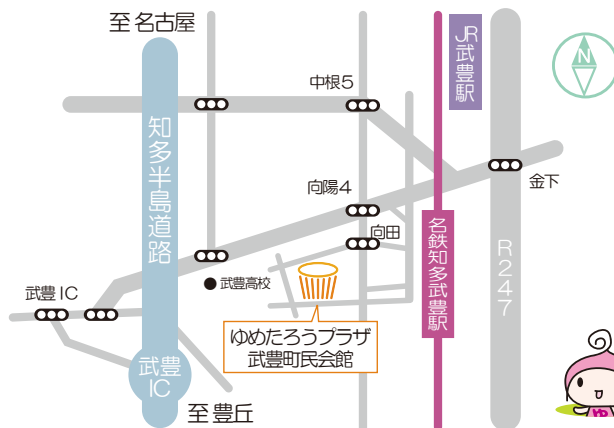 至 名古屋
JR武豊駅
N
中根5
知多半島道路
向陽4
金下
向田
名鉄知多武豊駅
R247
武豊高校
武豊 IC
ゆめたろうプラザ
武豊町民会館
武豊
IC
至 豊丘
ゆ